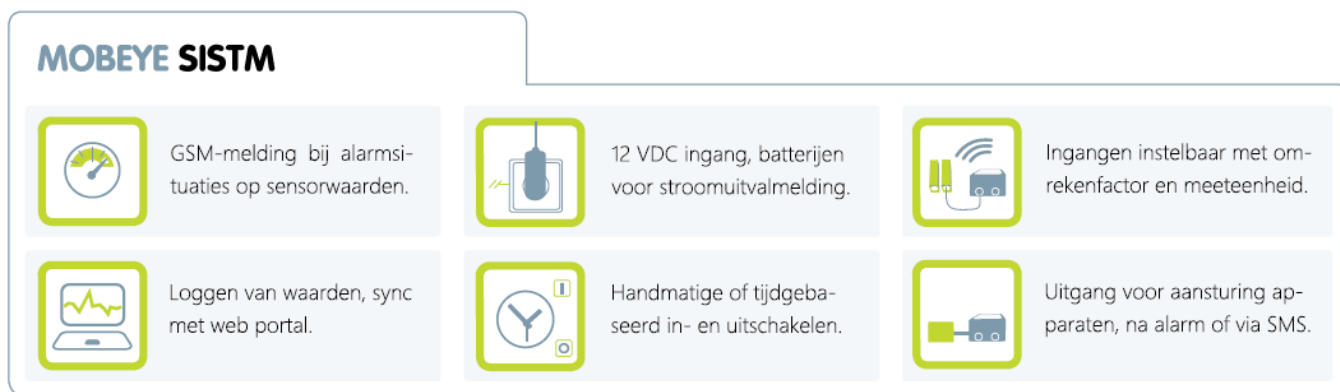 MOBEYE SISTM
GSM-melding bij alarmsi-
tuaties op sensorwaarden.
12 VDC ingang, batterijen
voor stroomuitvalmelding.
Ingangen instelbaar met om-
rekenfactor en meeteenheid.
Loggen van waarden, sync
met web portal.
Handmatige of tijdgeba-
seerd in- en uitschakelen.
Uitgang voor aansturing ap-
paraten, na alarm of via SMS.